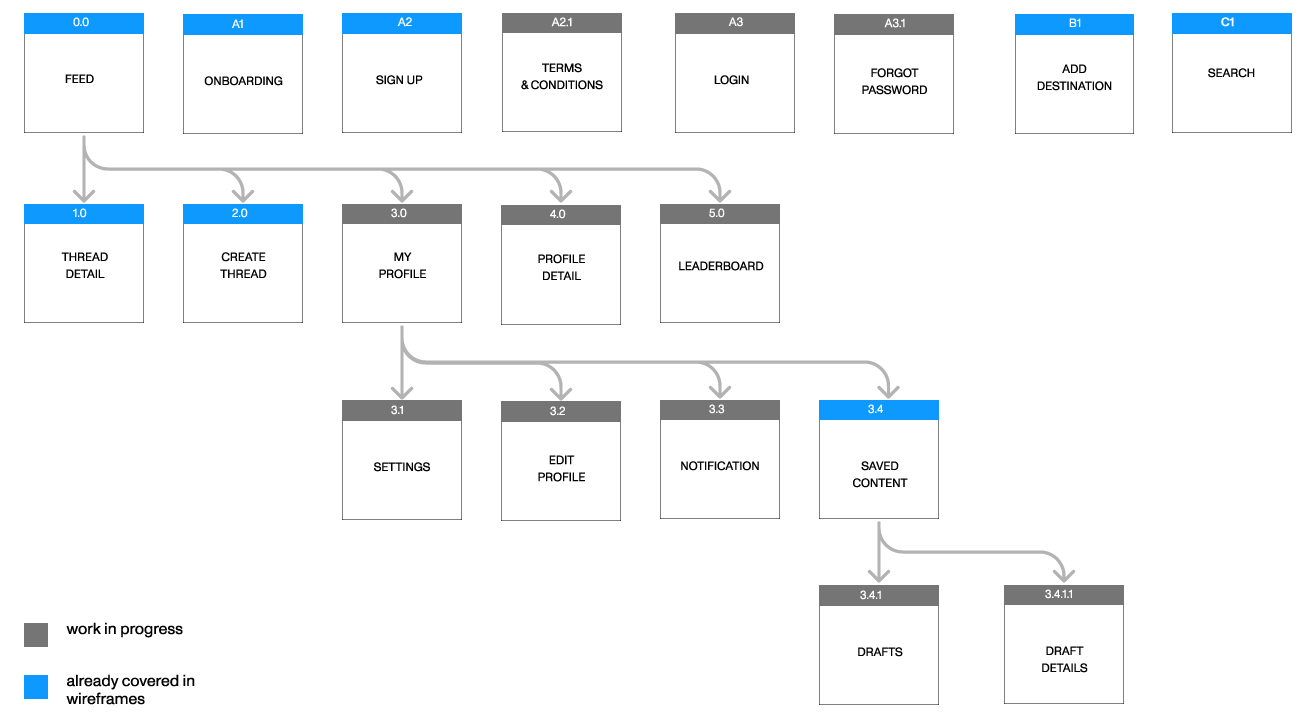 0.0
FEED
A1
ONBOARDING
A2
SIGN UP
A2.1
TERMS
& CONDITIONS
A3
LOGIN
A3.1
FORGOT
PASSWORD
B1
ADD
DESTINATION
C1
SEARCH
1.0
THREAD
DETAIL
2.0
CREATE
THREAD
3.0
MY
PROFILE
4.0
PROFILE
DETAIL
5.0
LEADERBOARD
3.1
SETTINGS
3.2
EDIT
PROFILE
3.3
NOTIFICATION
3.4
SAVED
CONTENT
3.4.1
DRAFTS
3.4.1.1
DRAFT
DETAILS
work in progress
already covered in
wireframes